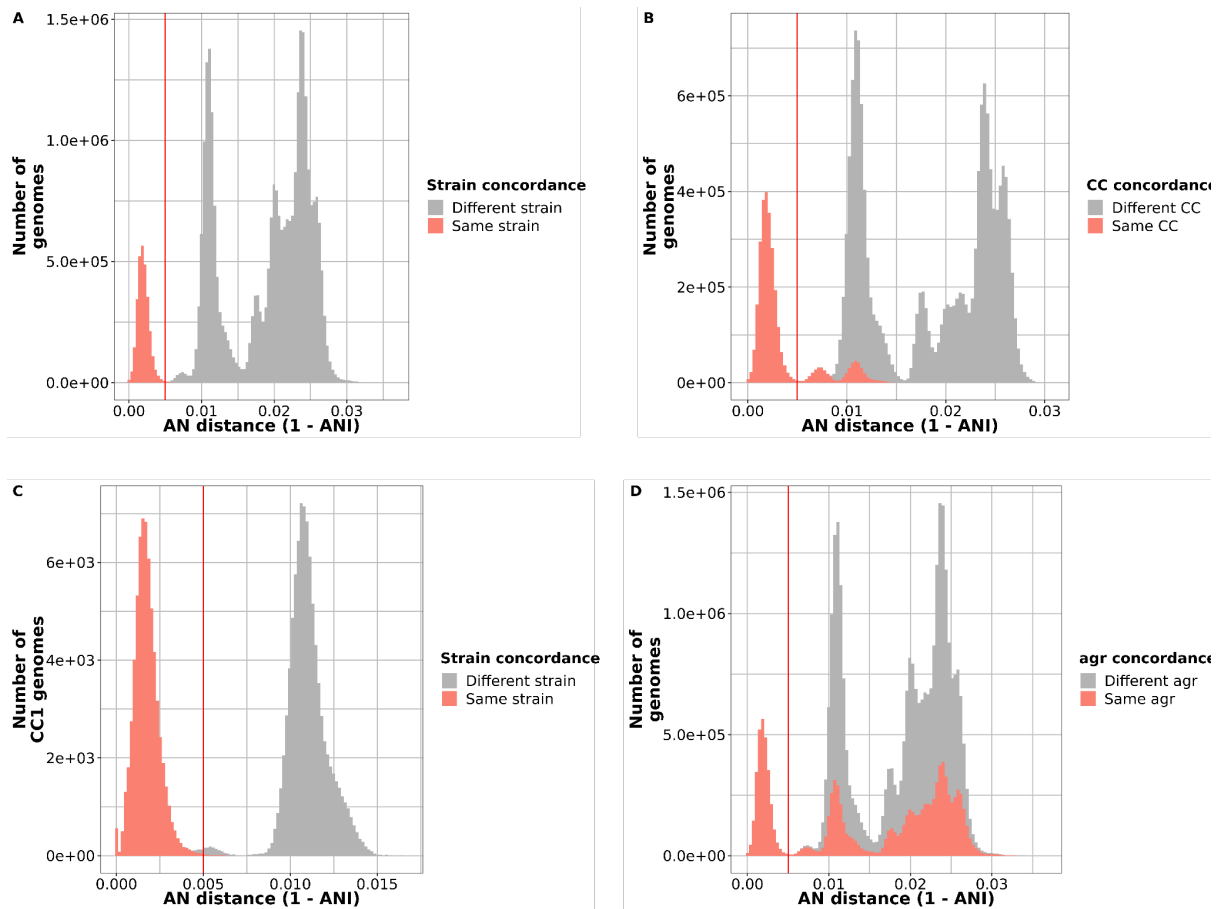 A
1.5e+06
1.0e+06
5.0e+05
0.0e+00
Number of
genomes
0.00 0.01 0.02 0.03
AN distance (1 - ANI)
Strain concordance
Different strain
Same strain
B
6e+05
4e+05
2e+05
0e+00
Number of
genomes
0.00 0.01 0.02 0.03
AN distance (1 - ANI)
CC concordance
Different CC
Same CC
C
6e+03
4e+03
2e+03
0e+00
Number of
CC1 genomes
0.000 0.005 0.010 0.015
AN distance (1 - ANI)
Strain concordance
Different strain
Same strain
D
1.5e+06
1.0e+06
5.0e+05
0.0e+00
Number of
genomes
0.00 0.01 0.02 0.03
AN distance (1 - ANI)
agr concordance
Different agr
Same agr